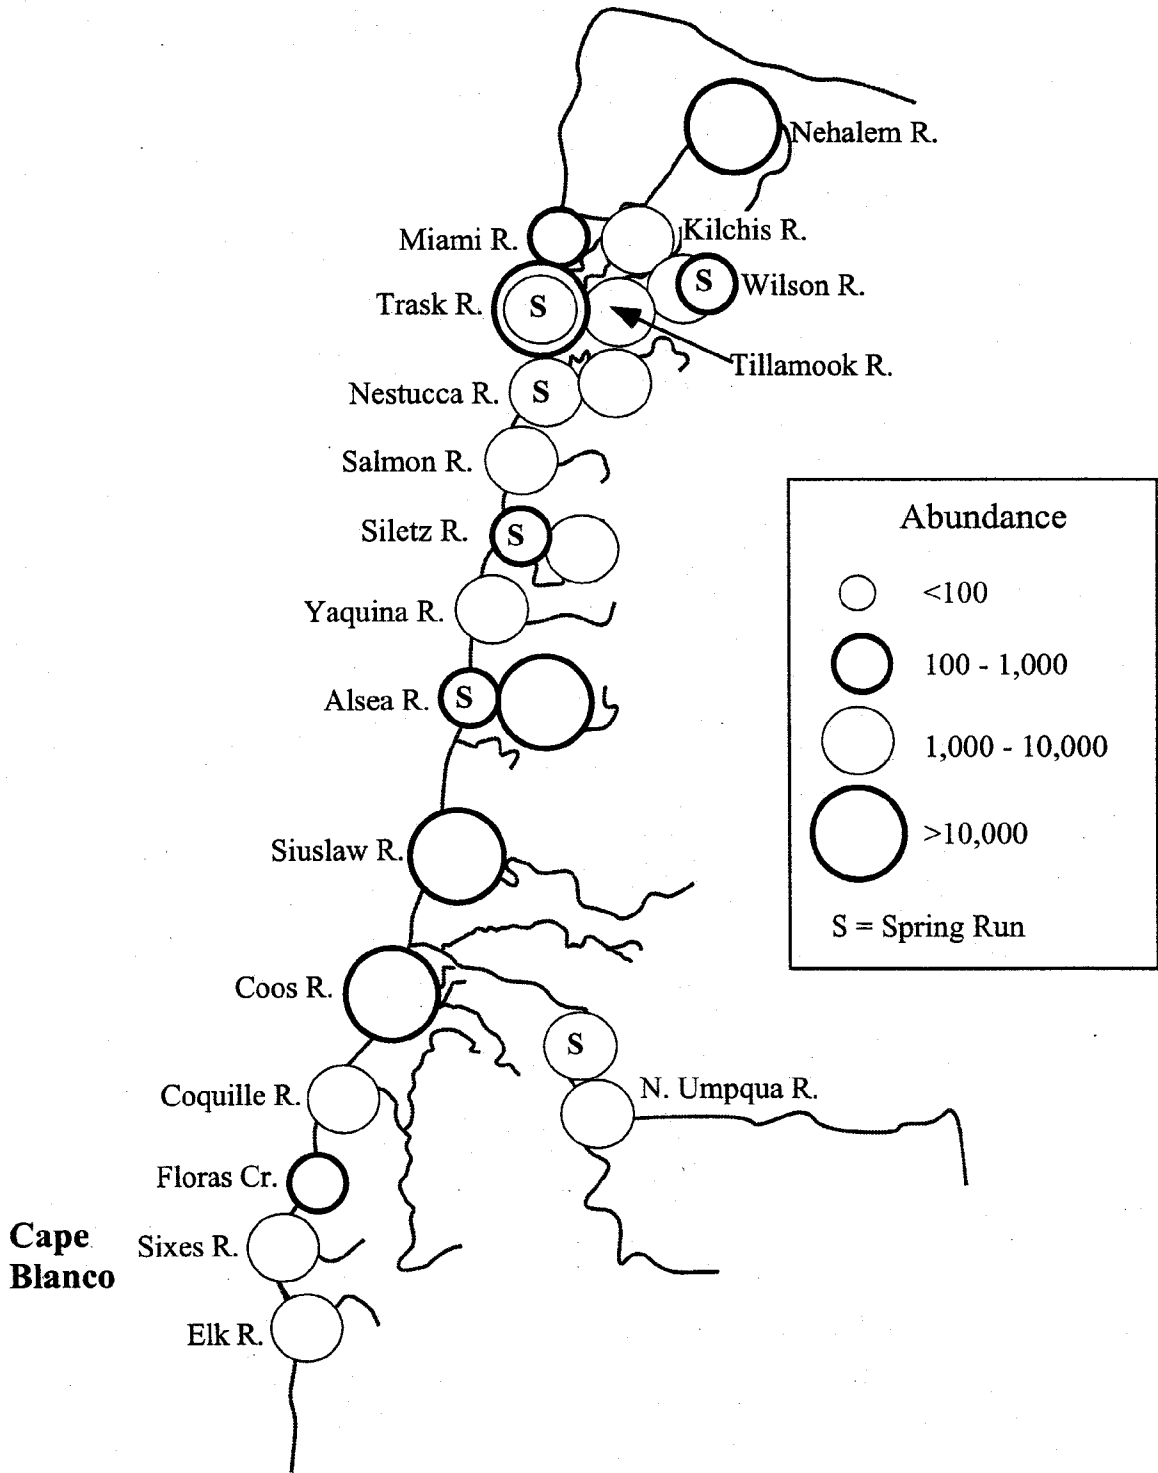 Nehalem R.
Miami R.
Kilchis R.
S
Wilson R.
Trask R.
S
Tillamook R.
Nestucca R.
S
Salmon R.
Siletz R.
S
Yaquina R.
Alsea R.
S
Siuslaw R.
Coos R.
S
N. Umpqua R.
Coquille R.
Floras Cr.
Cape
Blanco
Sixes R.
Elk R.
Abundance
<100
100 - 1,000
1,000 - 10,000
>10,000
S = Spring Run